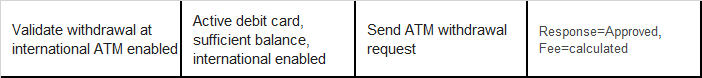 Validate withdrawal at
international ATM enabled
Active debit card,
sufficient balance,
international enabled
Send ATM withdrawal
request
Response=Approved,
Fee=calculated